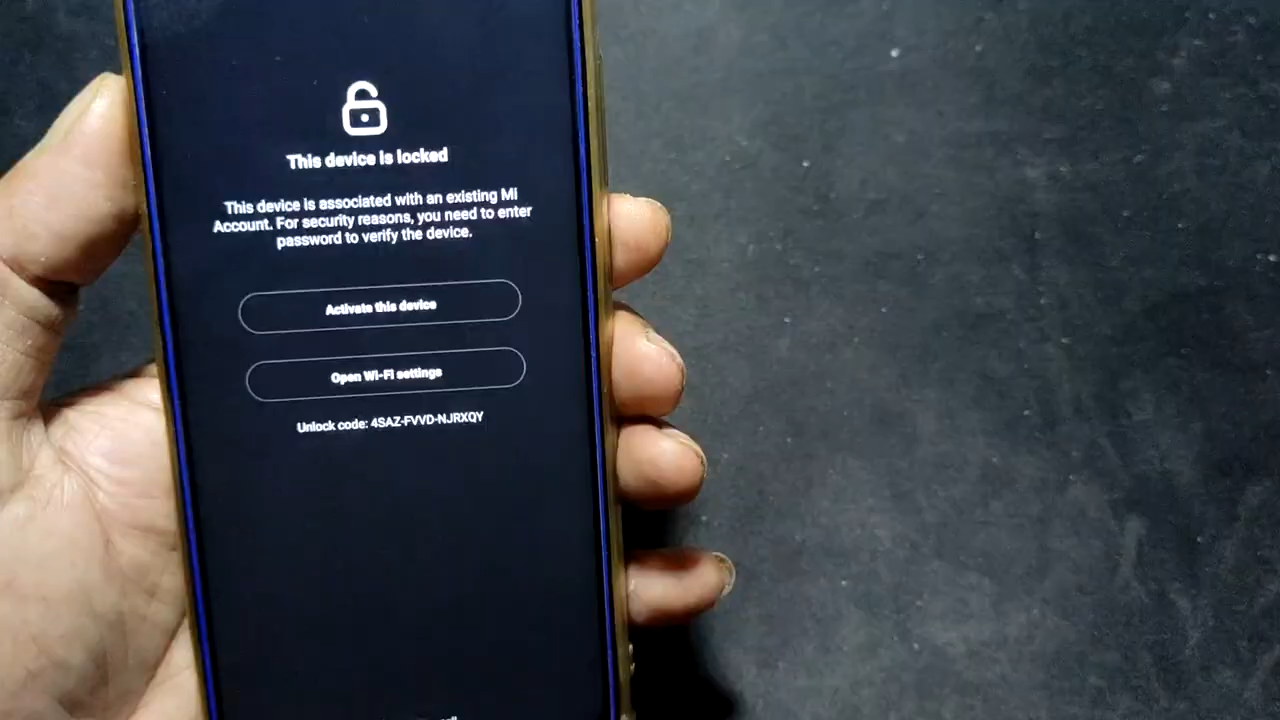 This device is locked
This device is associated with an existing Mi
Account. For security reasons, you need to enter
password to verify the device.
Activate this device
Open Wi-Fi settings
Unlock code: 4SAZ-FVVD-NJRXQY